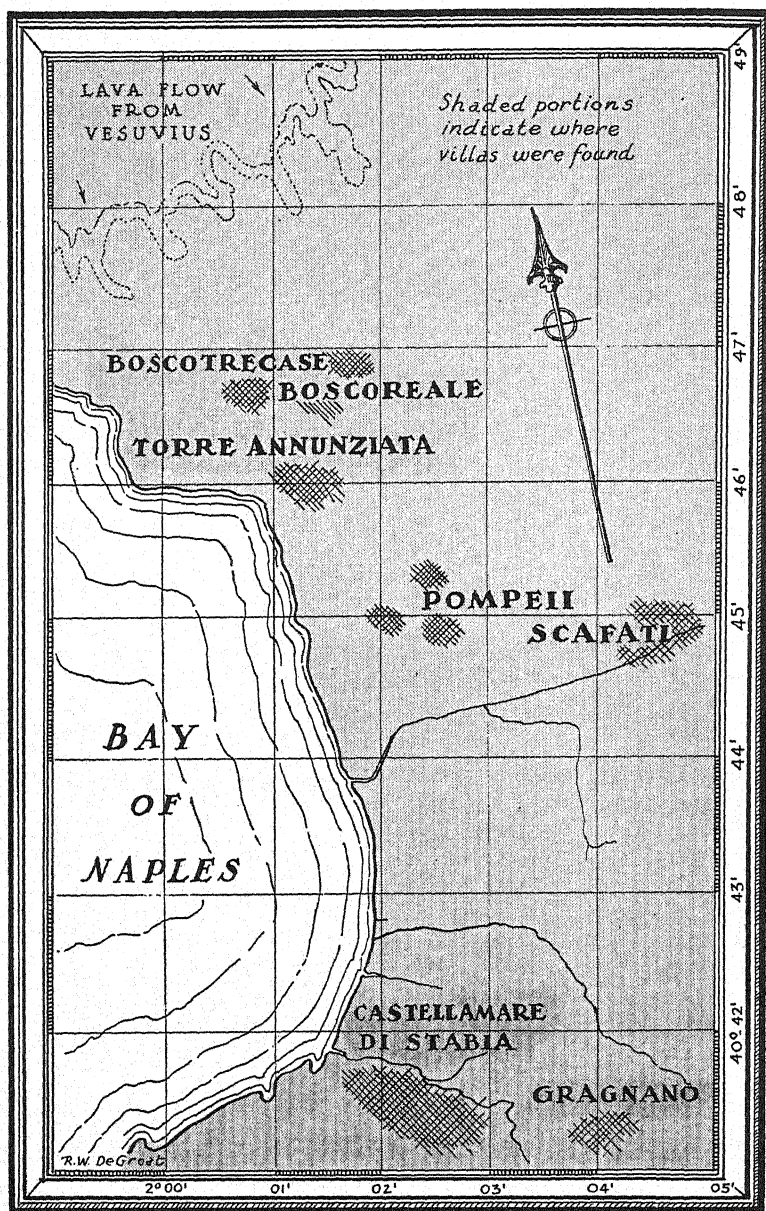 LAVA FLOW
FROM
VESUVIUS
Shaded portions
indicate where
villas were found
BOSCOTRECASE
BOSCOREALE
TORRE ANNUNZIATA
POMPEII
SCAFATI
BAY
OF
NAPLES
CASTELLAMARE
DI STABIA
GRAGNANO
R.W. DeGroat
49'
48'
47'
46'
45'
44'
43'
40° 42'
2° 00'
01'
02'
03'
04'
05'